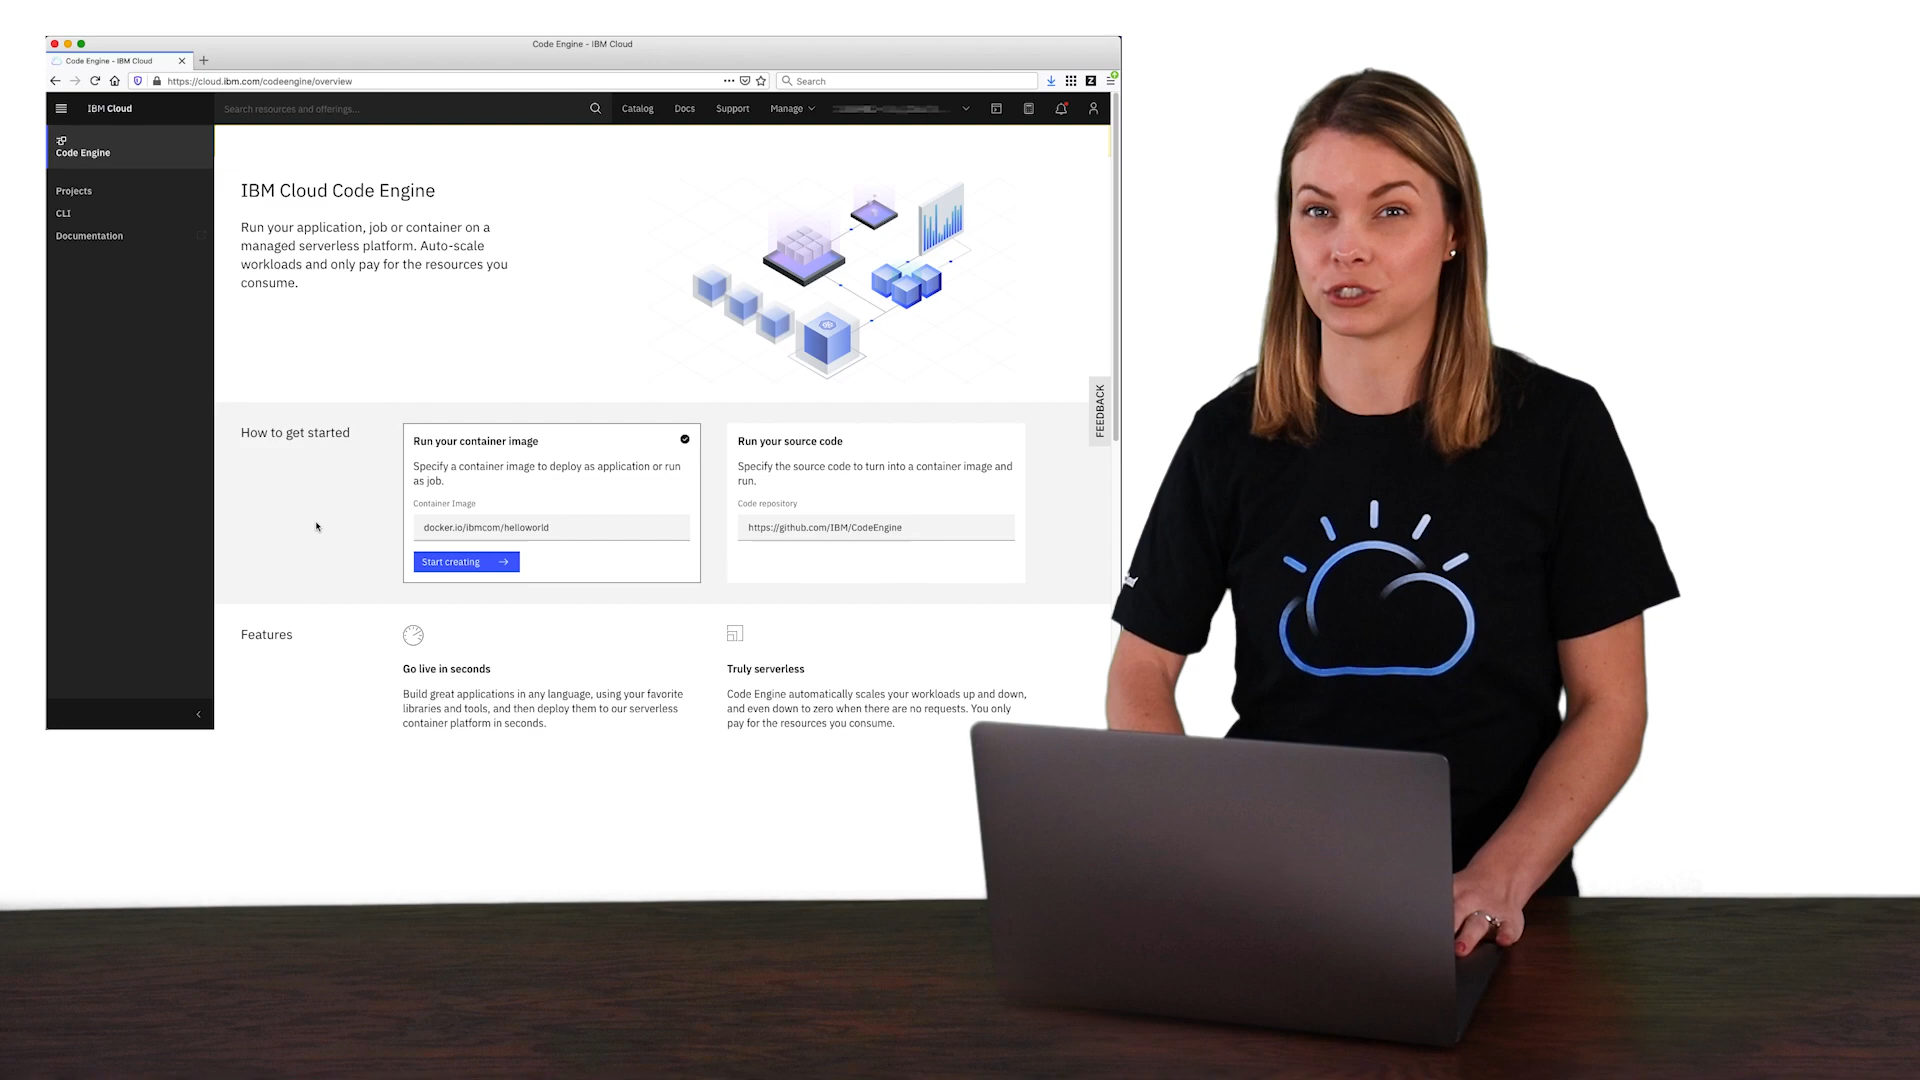 Code Engine - IBM Cloud
Code Engine - IBM Cloud
https://cloud.ibm.com/codeengine/overview
Search
IBM Cloud
Search resources and offerings...
Catalog
Docs
Support
Manage
Code Engine
Projects
CLI
Documentation
IBM Cloud Code Engine
Run your application, job or container on a
managed serverless platform. Auto-scale
workloads and only pay for the resources you
consume.
FEEDBACK
How to get started
Run your container image
Specify a container image to deploy as application or run
as job.
Container Image
docker.io/ibmcom/helloworld
Start creating
Run your source code
Specify the source code to turn into a container image and
run.
Code repository
https://github.com/IBM/CodeEngine
Features
Go live in seconds
Build great applications in any language, using your favorite
libraries and tools, and then deploy them to our serverless
container platform in seconds.
Truly serverless
Code Engine automatically scales your workloads up and down,
and even down to zero when there are no requests. You only
pay for the resources you consume.